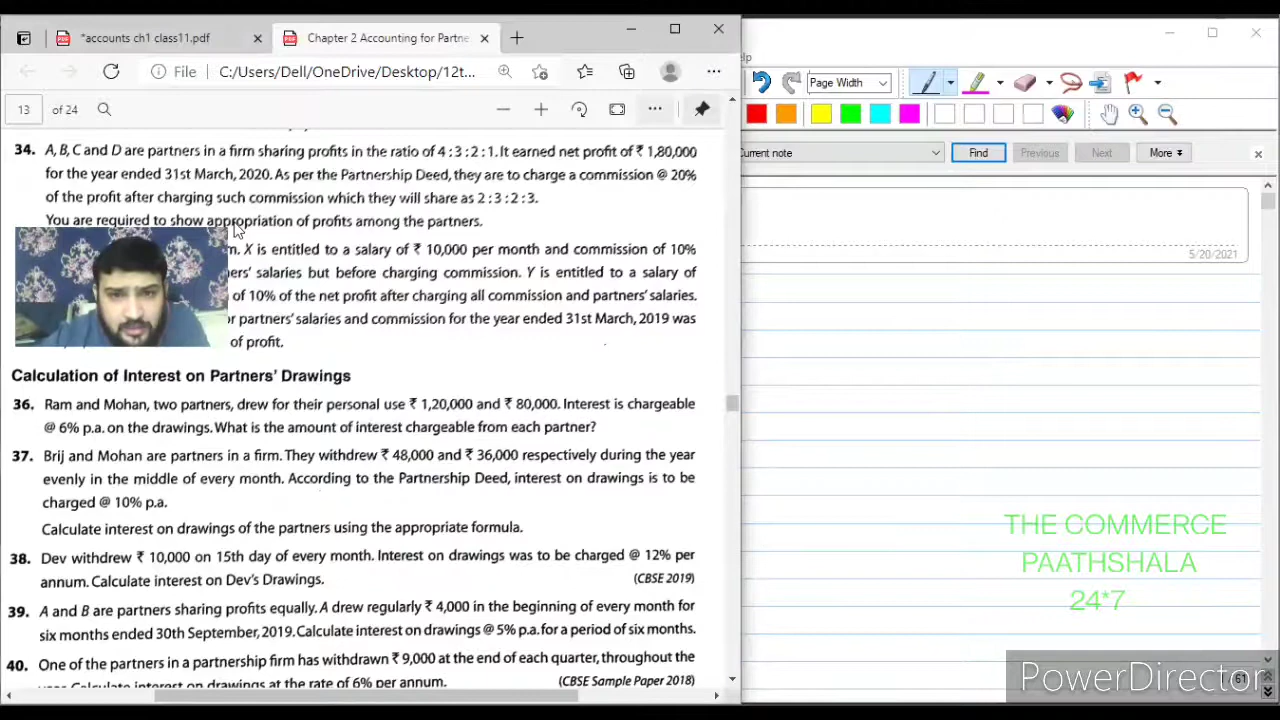 *accounts ch1 class11.pdf
Chapter 2 Accounting for Partne
File
C:/Users/Dell/OneDrive/Desktop/12t...
13 of 24
34. A, B, C and D are partners in a firm sharing profits in the ratio of 4 : 3 : 2 : 1. It earned net profit of ₹ 1,80,000
for the year ended 31st March, 2020. As per the Partnership Deed, they are to charge a commission @ 20%
of the profit after charging such commission which they will share as 2 : 3 : 2 : 3.
You are required to show appropriation of profits among the partners.
X is entitled to a salary of ₹ 10,000 per month and commission of 10%
salaries but before charging commission. Y is entitled to a salary of
of 10% of the net profit after charging all commission and partners' salaries.
partners' salaries and commission for the year ended 31st March, 2019 was
of profit.
Calculation of Interest on Partners' Drawings
36. Ram and Mohan, two partners, drew for their personal use ₹ 1,20,000 and ₹ 80,000. Interest is chargeable
@ 6% p.a. on the drawings. What is the amount of interest chargeable from each partner?
37. Brij and Mohan are partners in a firm. They withdrew ₹ 48,000 and ₹ 36,000 respectively during the year
evenly in the middle of every month. According to the Partnership Deed, interest on drawings is to be
charged @ 10% p.a.
Calculate interest on drawings of the partners using the appropriate formula.
38. Dev withdrew ₹ 10,000 on 15th day of every month. Interest on drawings was to be charged @ 12% per
annum. Calculate interest on Dev's Drawings. (CBSE 2019)
39. A and B are partners sharing profits equally. A drew regularly ₹ 4,000 in the beginning of every month for
six months ended 30th September, 2019. Calculate interest on drawings @ 5% p.a. for a period of six months.
40. One of the partners in a partnership firm has withdrawn ₹ 9,000 at the end of each quarter, throughout the
Calculate interest on drawings at the rate of 6% per annum. (CBSE Sample Paper 2018)
Page Width
Current note
Find
Previous
Next
More
5/20/2021
THE COMMERCE
PAATHSHALA
24*7
PowerDirector